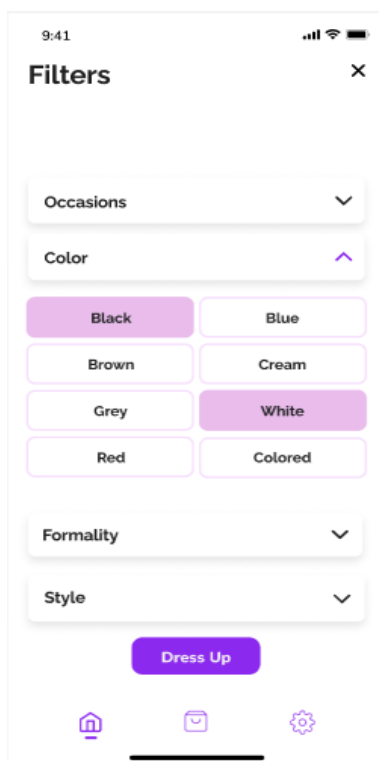 9:41
Filters
Occasions
Color
Black Blue
Brown Cream
Grey White
Red Colored
Formality
Style
Dress Up